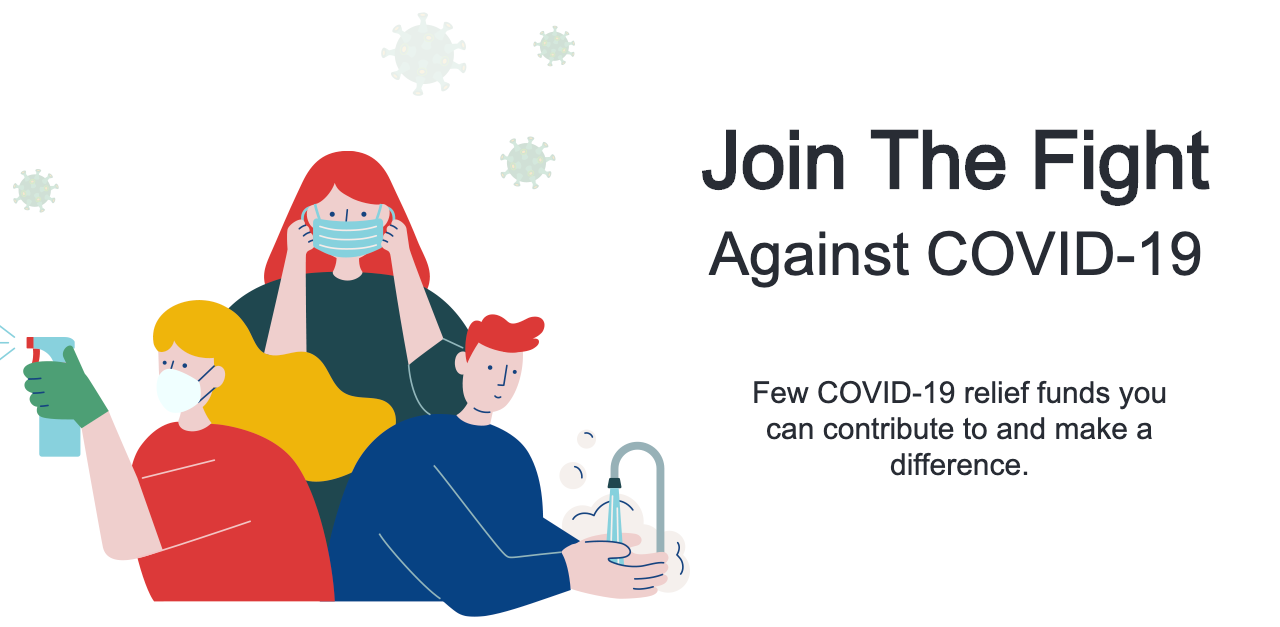 Join The Fight
Against COVID-19
Few COVID-19 relief funds you
can contribute to and make a
difference.